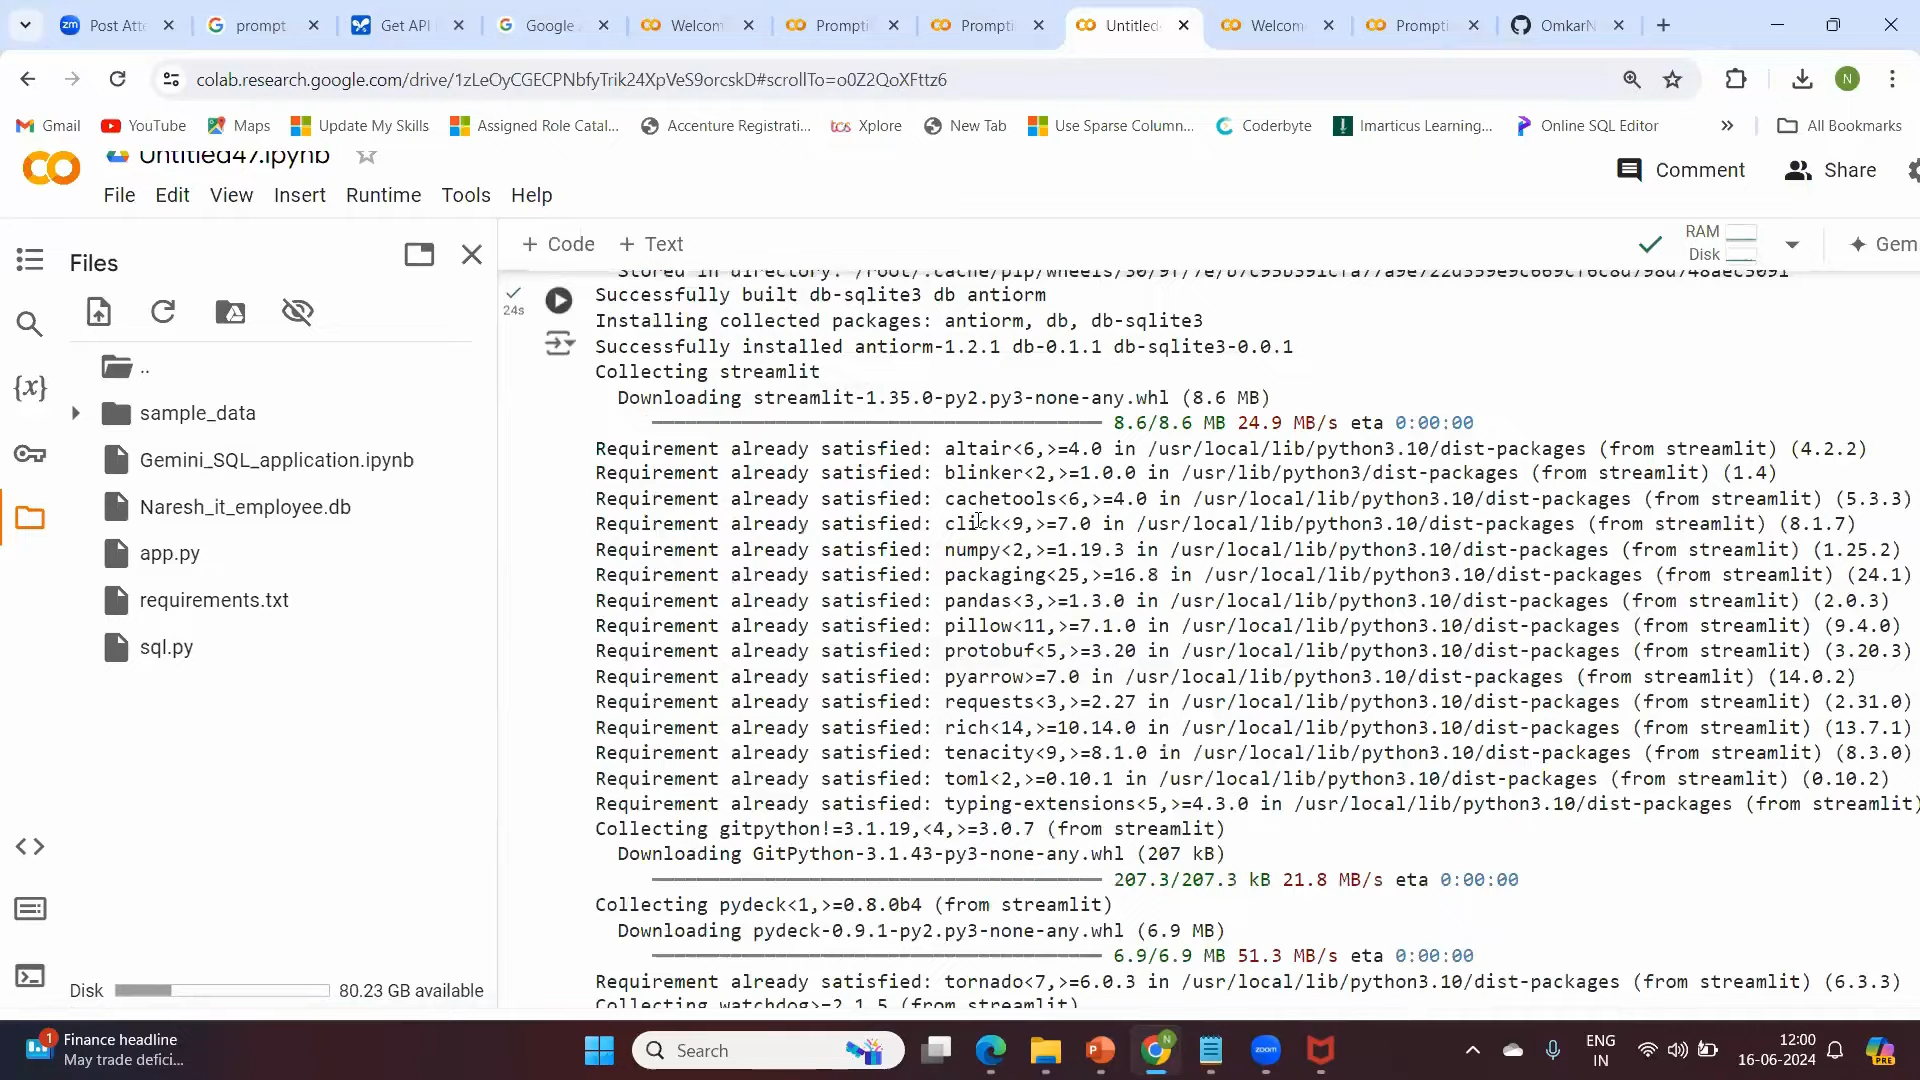 zm Post Atte
prompt
Get API
Google
Welcom
Prompti
Prompti
Untitled
Welcom
Prompti
OmkarN
colab.research.google.com/drive/1zLeOyCGECPNbfyTrik24XpVeS9orcskD#scrollTo=o0Z2QoXFttz6
N
Gmail
YouTube
Maps
Update My Skills
Assigned Role Catal...
Accenture Registrati...
tcs Xplore
New Tab
Use Sparse Column...
Coderbyte
Imarticus Learning...
Online SQL Editor
All Bookmarks
Untitled47.ipynb
File Edit View Insert Runtime Tools Help
Comment
Share
Files
+ Code + Text
RAM
Disk
Gem
..
sample_data
Gemini_SQL_application.ipynb
Naresh_it_employee.db
app.py
requirements.txt
sql.py
{x}
Disk 80.23 GB available
24s
Stored in directory: /root/.cache/pip/wheels/
Successfully built db-sqlite3 db antiorm
Installing collected packages: antiorm, db, db-sqlite3
Successfully installed antiorm-1.2.1 db-0.1.1 db-sqlite3-0.0.1
Collecting streamlit
Downloading streamlit-1.35.0-py2.py3-none-any.whl (8.6 MB)
8.6/8.6 MB 24.9 MB/s eta 0:00:00
Requirement already satisfied: altair<6,>=4.0 in /usr/local/lib/python3.10/dist-packages (from streamlit) (4.2.2)
Requirement already satisfied: blinker<2,>=1.0.0 in /usr/lib/python3/dist-packages (from streamlit) (1.4)
Requirement already satisfied: cachetools<6,>=4.0 in /usr/local/lib/python3.10/dist-packages (from streamlit) (5.3.3)
Requirement already satisfied: click<9,>=7.0 in /usr/local/lib/python3.10/dist-packages (from streamlit) (8.1.7)
Requirement already satisfied: numpy<2,>=1.19.3 in /usr/local/lib/python3.10/dist-packages (from streamlit) (1.25.2)
Requirement already satisfied: packaging<25,>=16.8 in /usr/local/lib/python3.10/dist-packages (from streamlit) (24.1)
Requirement already satisfied: pandas<3,>=1.3.0 in /usr/local/lib/python3.10/dist-packages (from streamlit) (2.0.3)
Requirement already satisfied: pillow<11,>=7.1.0 in /usr/local/lib/python3.10/dist-packages (from streamlit) (9.4.0)
Requirement already satisfied: protobuf<5,>=3.20 in /usr/local/lib/python3.10/dist-packages (from streamlit) (3.20.3)
Requirement already satisfied: pyarrow>=7.0 in /usr/local/lib/python3.10/dist-packages (from streamlit) (14.0.2)
Requirement already satisfied: requests<3,>=2.27 in /usr/local/lib/python3.10/dist-packages (from streamlit) (2.31.0)
Requirement already satisfied: rich<14,>=10.14.0 in /usr/local/lib/python3.10/dist-packages (from streamlit) (13.7.1)
Requirement already satisfied: tenacity<9,>=8.1.0 in /usr/local/lib/python3.10/dist-packages (from streamlit) (8.3.0)
Requirement already satisfied: toml<2,>=0.10.1 in /usr/local/lib/python3.10/dist-packages (from streamlit) (0.10.2)
Requirement already satisfied: typing-extensions<5,>=4.3.0 in /usr/local/lib/python3.10/dist-packages (from streamlit)
Collecting gitpython!=3.1.19,<4,>=3.0.7 (from streamlit)
Downloading GitPython-3.1.43-py3-none-any.whl (207 kB)
207.3/207.3 kB 21.8 MB/s eta 0:00:00
Collecting pydeck<1,>=0.8.0b4 (from streamlit)
Downloading pydeck-0.9.1-py2.py3-none-any.whl (6.9 MB)
6.9/6.9 MB 51.3 MB/s eta 0:00:00
Requirement already satisfied: tornado<7,>=6.0.3 in /usr/local/lib/python3.10/dist-packages (from streamlit) (6.3.3)
Collecting watchdog>=2.1.5 (from streamlit)
1
Finance headline
May trade defici...
Search
zoom
N
ENG
IN
12:00
16-06-2024
PRE